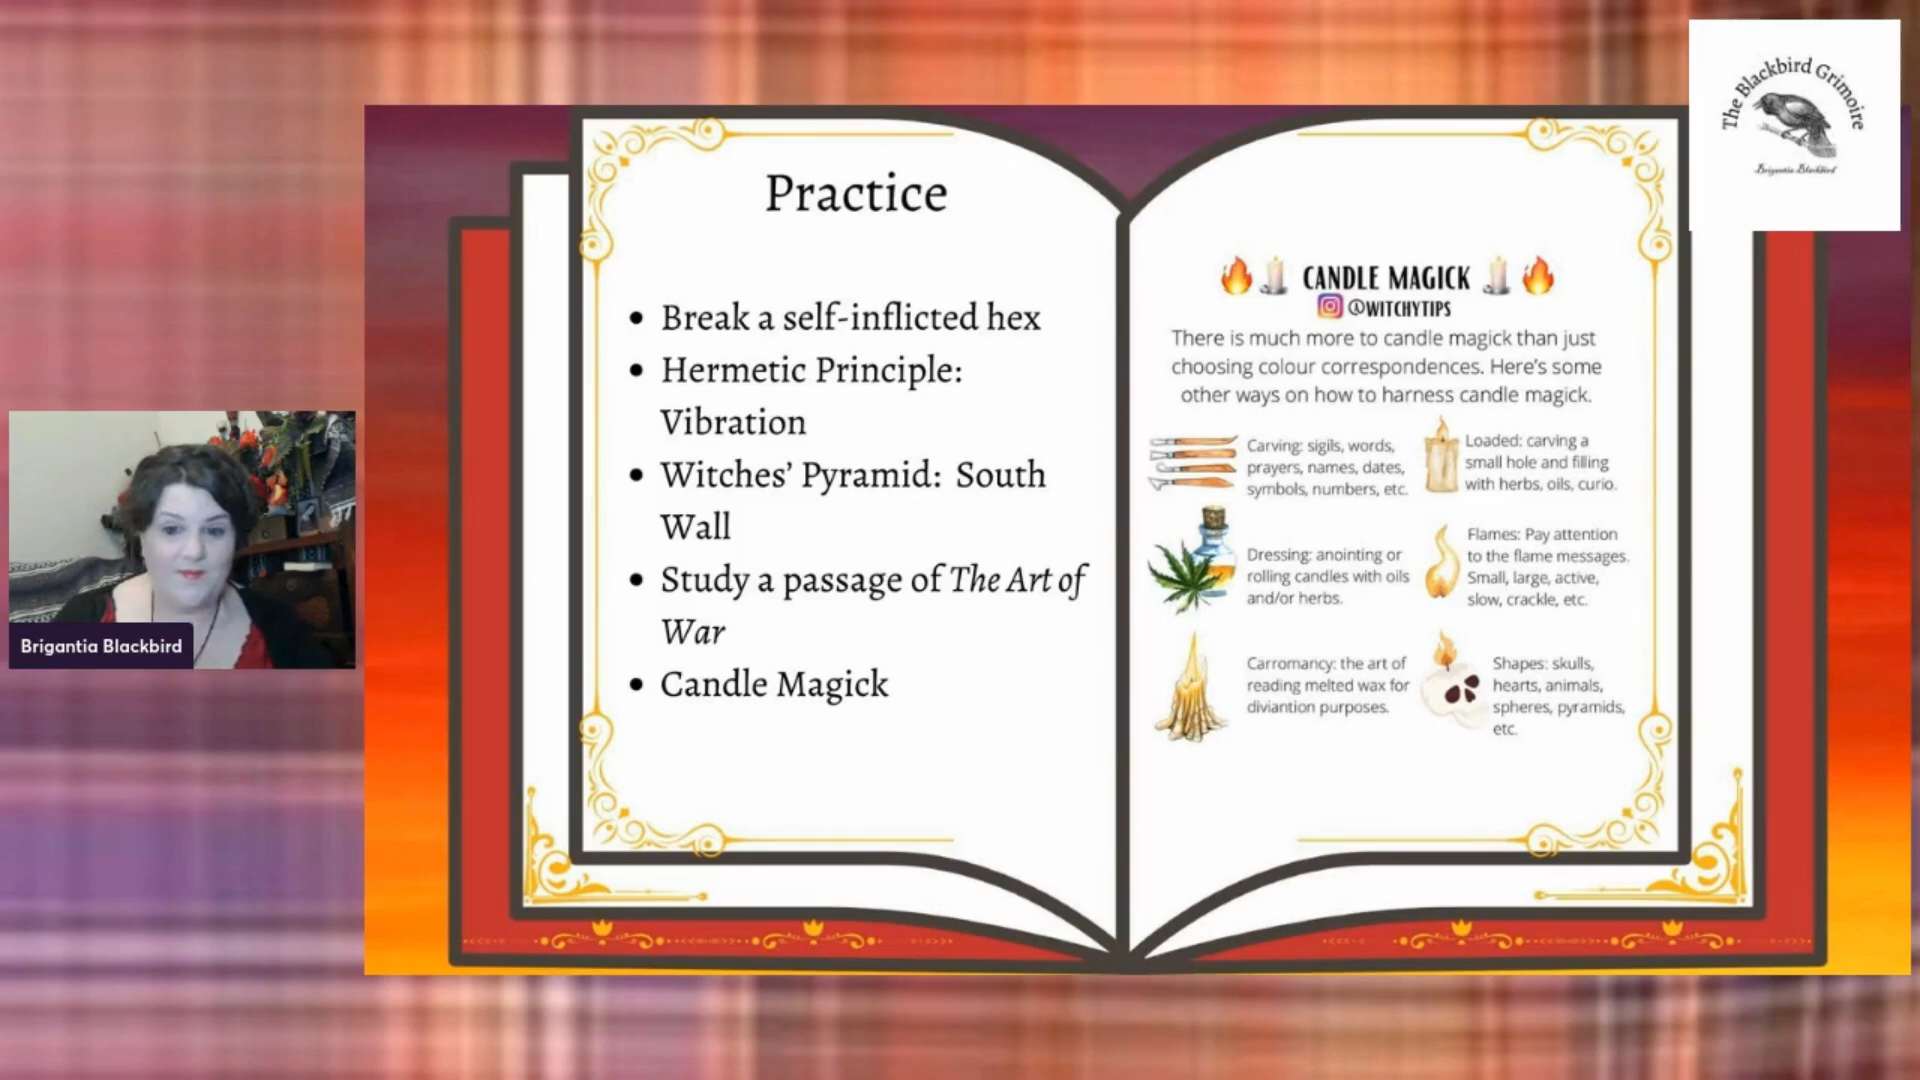 The Blackbird Grimoire
Brigantia Blackbird
Practice
• Break a self-inflicted hex
• Hermetic Principle:
Vibration
• Witches’ Pyramid: South
Wall
• Study a passage of The Art of
War
• Candle Magick
CANDLE MAGICK
@WITCHYTIPS
There is much more to candle magick than just
choosing colour correspondences. Here's some
other ways on how to harness candle magick.
Carving: sigils, words,
prayers, names, dates,
symbols, numbers, etc.
Loaded: carving a
small hole and filling
with herbs, oils, curio.
Dressing: anointing or
rolling candles with oils
and/or herbs.
Flames: Pay attention
to the flame messages.
Small, large, active,
slow, crackle, etc.
Carromancy: the art of
reading melted wax for
diviantion purposes.
Shapes: skulls,
hearts, animals,
spheres, pyramids,
etc.
Brigantia Blackbird